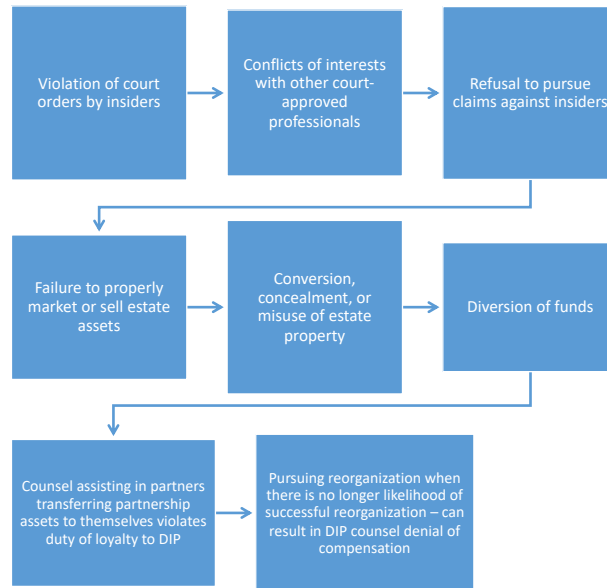 Violation of court
orders by insiders
Conflicts of interests
with other court-
approved
professionals
Refusal to pursue
claims against insiders
Failure to properly
market or sell estate
assets
Conversion,
concealment, or
misuse of estate
property
Diversion of funds
Counsel assisting in partners
transferring partnership
assets to themselves violates
duty of loyalty to DIP
Pursuing reorganization when
there is no longer likelihood of
successful reorganization – can
result in DIP counsel denial of
compensation